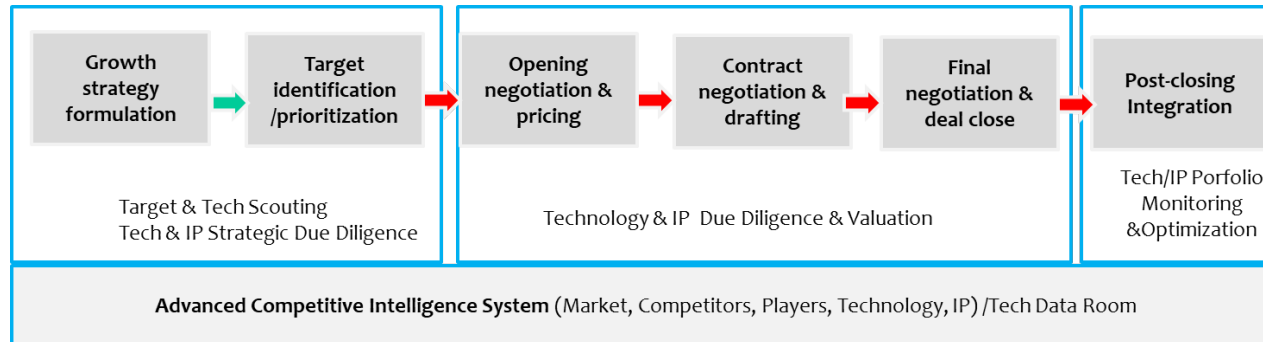 Growth
strategy
formulation
Target
identification
/prioritization
Opening
negotiation &
pricing
Contract
negotiation &
drafting
Final
negotiation &
deal close
Post-closing
Integration
Target & Tech Scouting
Tech & IP Strategic Due Diligence
Technology & IP Due Diligence & Valuation
Tech/IP Porfolio
Monitoring
&Optimization
Advanced Competitive Intelligence System (Market, Competitors, Players, Technology, IP) /Tech Data Room